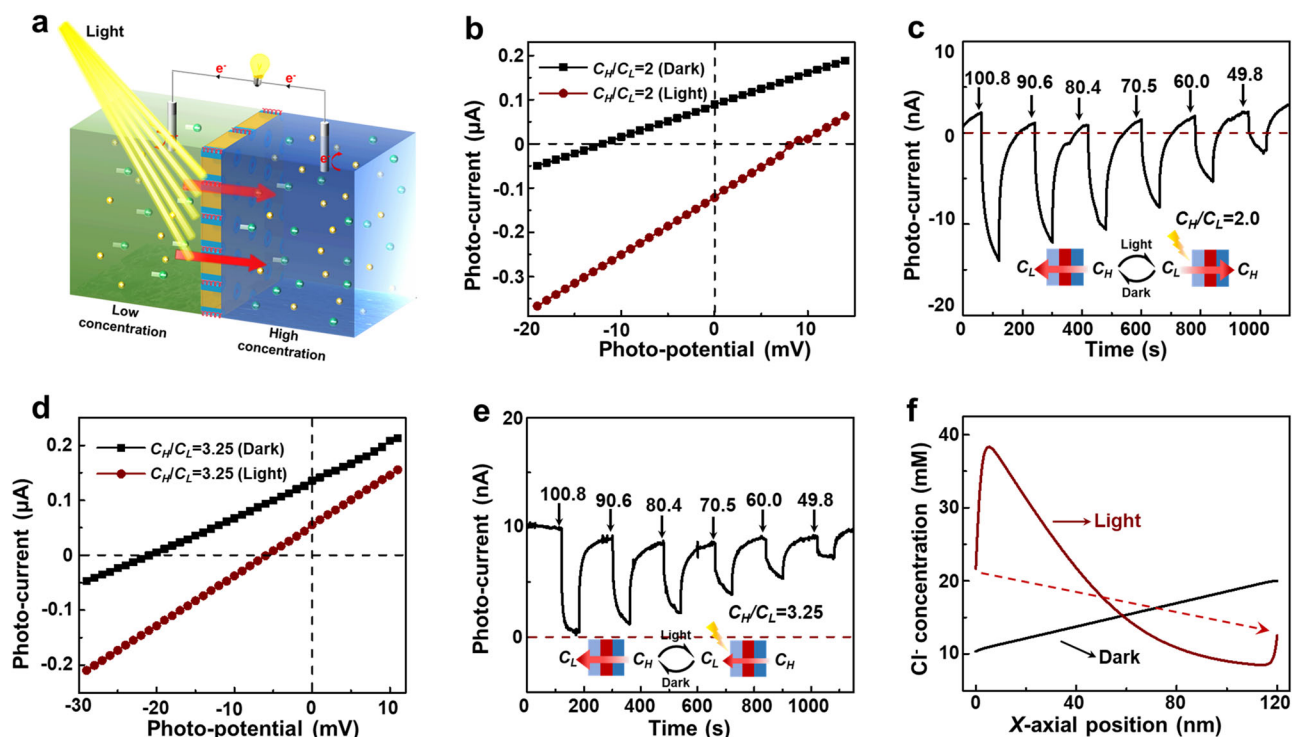 a
Light
e⁻
e⁻
e⁻
Low
concentration
High
concentration
b
C_H/C_L=2 (Dark)
C_H/C_L=2 (Light)
Photo-current (μA)
0.2
0.1
0
-0.1
-0.2
-0.3
-20
-10
0
10
Photo-potential (mV)
c
Photo-current (nA)
10
0
-10
-20
100.8
90.6
80.4
70.5
60.0
49.8
C_H/C_L=2.0
C_L
C_H
Light
Dark
C_L
C_H
0
200
400
600
800
1000
Time (s)
d
C_H/C_L=3.25 (Dark)
C_H/C_L=3.25 (Light)
Photo-current (μA)
0.2
0.1
0
-0.1
-0.2
-30
-20
-10
0
10
Photo-potential (mV)
e
Photo-current (nA)
20
10
0
100.8
90.6
80.4
70.5
60.0
49.8
C_H/C_L=3.25
C_L
C_H
Light
Dark
C_L
C_H
0
200
400
600
800
1000
Time (s)
f
Cl⁻ concentration (mM)
40
30
20
10
Light
Dark
0
40
80
120
X-axial position (nm)